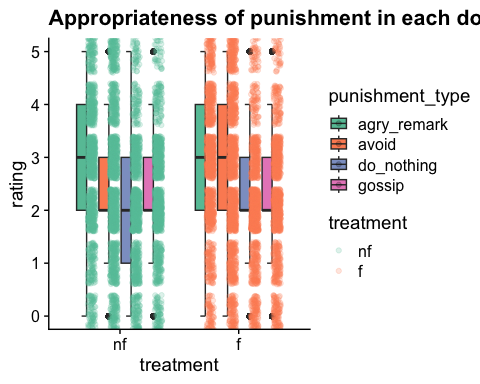 Appropriateness of punishment in each do
5
4
3
2
1
0
rating
nf
f
treatment
punishment_type
agry_remark
avoid
do_nothing
gossip
treatment
nf
f